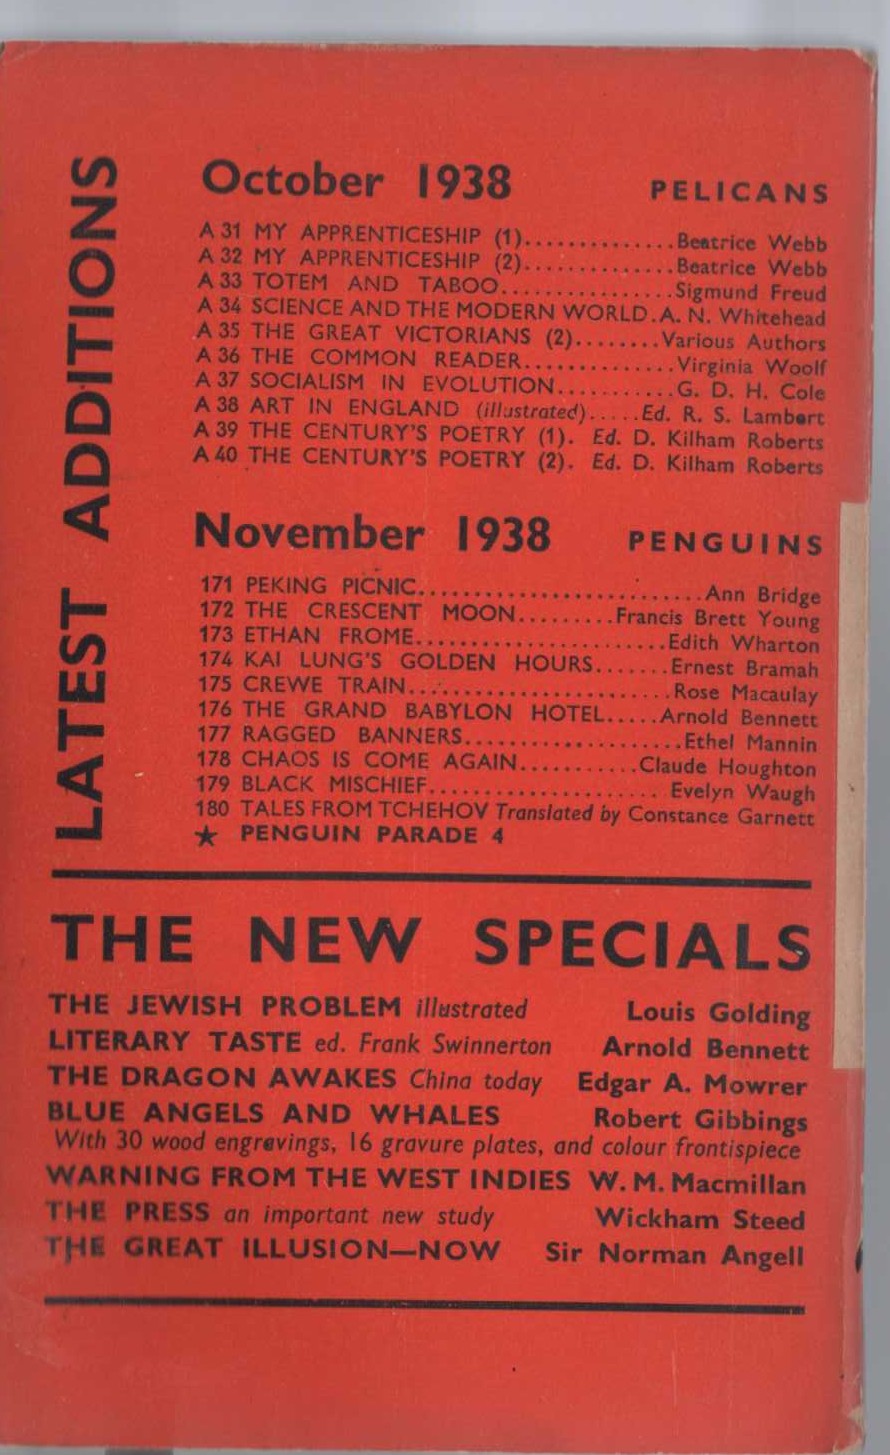 LATEST ADDITIONS
October 1938 PELICANS
A 31 MY APPRENTICESHIP (1)..............Beatrice Webb
A 32 MY APPRENTICESHIP (2)..............Beatrice Webb
A 33 TOTEM AND TABOO................Sigmund Freud
A 34 SCIENCE AND THE MODERN WORLD.A. N. Whitehead
A 35 THE GREAT VICTORIANS (2)........Various Authors
A 36 THE COMMON READER..............Virginia Woolf
A 37 SOCIALISM IN EVOLUTION...........G. D. H. Cole
A 38 ART IN ENGLAND (illustrated).....Ed. R. S. Lambert
A 39 THE CENTURY'S POETRY (1). Ed. D. Kilham Roberts
A 40 THE CENTURY'S POETRY (2). Ed. D. Kilham Roberts
November 1938 PENGUINS
171 PEKING PICNIC...........................Ann Bridge
172 THE CRESCENT MOON.........Francis Brett Young
173 ETHAN FROME........................Edith Wharton
174 KAI LUNG'S GOLDEN HOURS.......Ernest Bramah
175 CREWE TRAIN.........................Rose Macaulay
176 THE GRAND BABYLON HOTEL.....Arnold Bennett
177 RAGGED BANNERS.....................Ethel Mannin
178 CHAOS IS COME AGAIN...........Claude Houghton
179 BLACK MISCHIEF...................... Evelyn Waugh
180 TALES FROM TCHEHOV Translated by Constance Garnett
★ PENGUIN PARADE 4
THE NEW SPECIALS
THE JEWISH PROBLEM illustrated Louis Golding
LITERARY TASTE ed. Frank Swinnerton Arnold Bennett
THE DRAGON AWAKES China today Edgar A. Mowrer
BLUE ANGELS AND WHALES Robert Gibbings
With 30 wood engravings, 16 gravure plates, and colour frontispiece
WARNING FROM THE WEST INDIES W. M. Macmillan
THE PRESS an important new study Wickham Steed
THE GREAT ILLUSION—NOW Sir Norman Angell